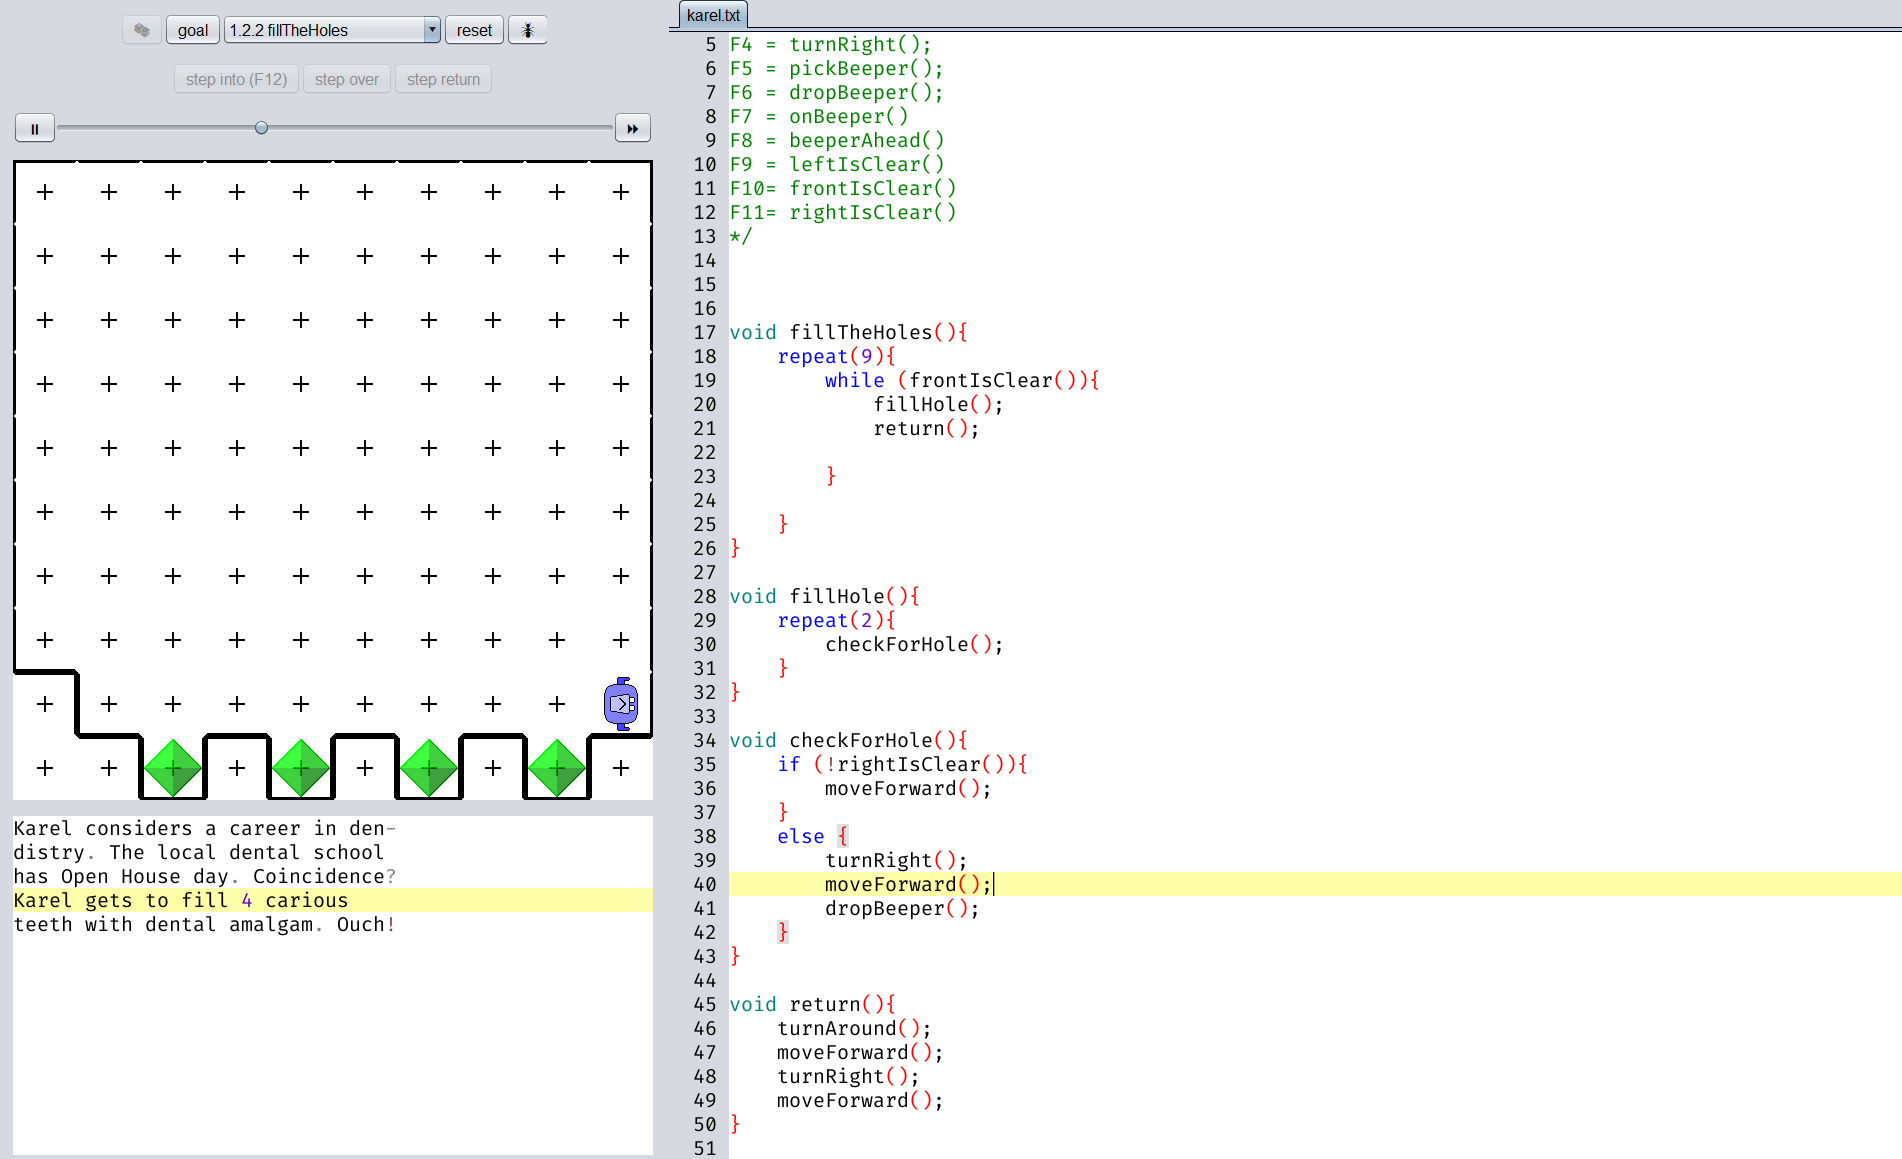 goal
1.2.2 fillTheHoles
reset
step into (F12)
step over
step return
Karel considers a career in den-
distry. The local dental school
has Open House day. Coincidence?
Karel gets to fill 4 carious
teeth with dental amalgam. Ouch!
karel.txt
5 F4 = turnRight();
6 F5 = pickBeeper();
7 F6 = dropBeeper();
8 F7 = onBeeper()
9 F8 = beeperAhead()
10 F9 = leftIsClear()
11 F10= frontIsClear()
12 F11= rightIsClear()
13 */
14
15
16
17 void fillTheHoles(){
18 repeat(9){
19 while (frontIsClear()){
20 fillHole();
21 return();
22
23 }
24
25 }
26 }
27
28 void fillHole(){
29 repeat(2){
30 checkForHole();
31 }
32 }
33
34 void checkForHole(){
35 if (!rightIsClear()){
36 moveForward();
37 }
38 else {
39 turnRight();
40 moveForward();
41 dropBeeper();
42 }
43 }
44
45 void return(){
46 turnAround();
47 moveForward();
48 turnRight();
49 moveForward();
50 }
51